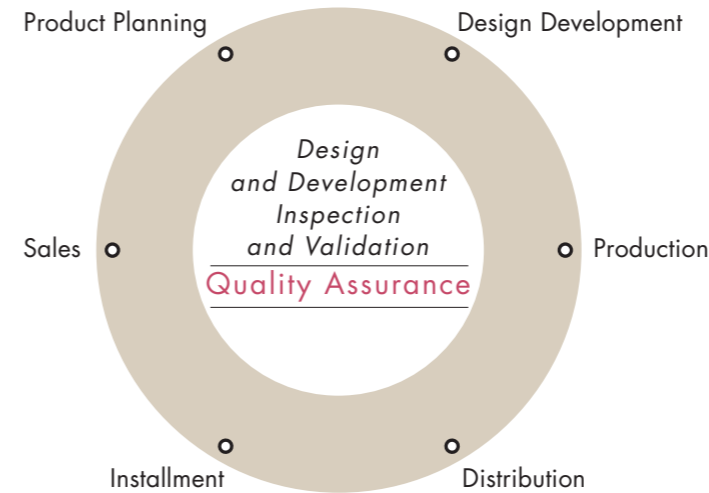 Product Planning
Design Development
Design
and Development
Inspection
and Validation
Sales
Production
Quality Assurance
Installment
Distribution